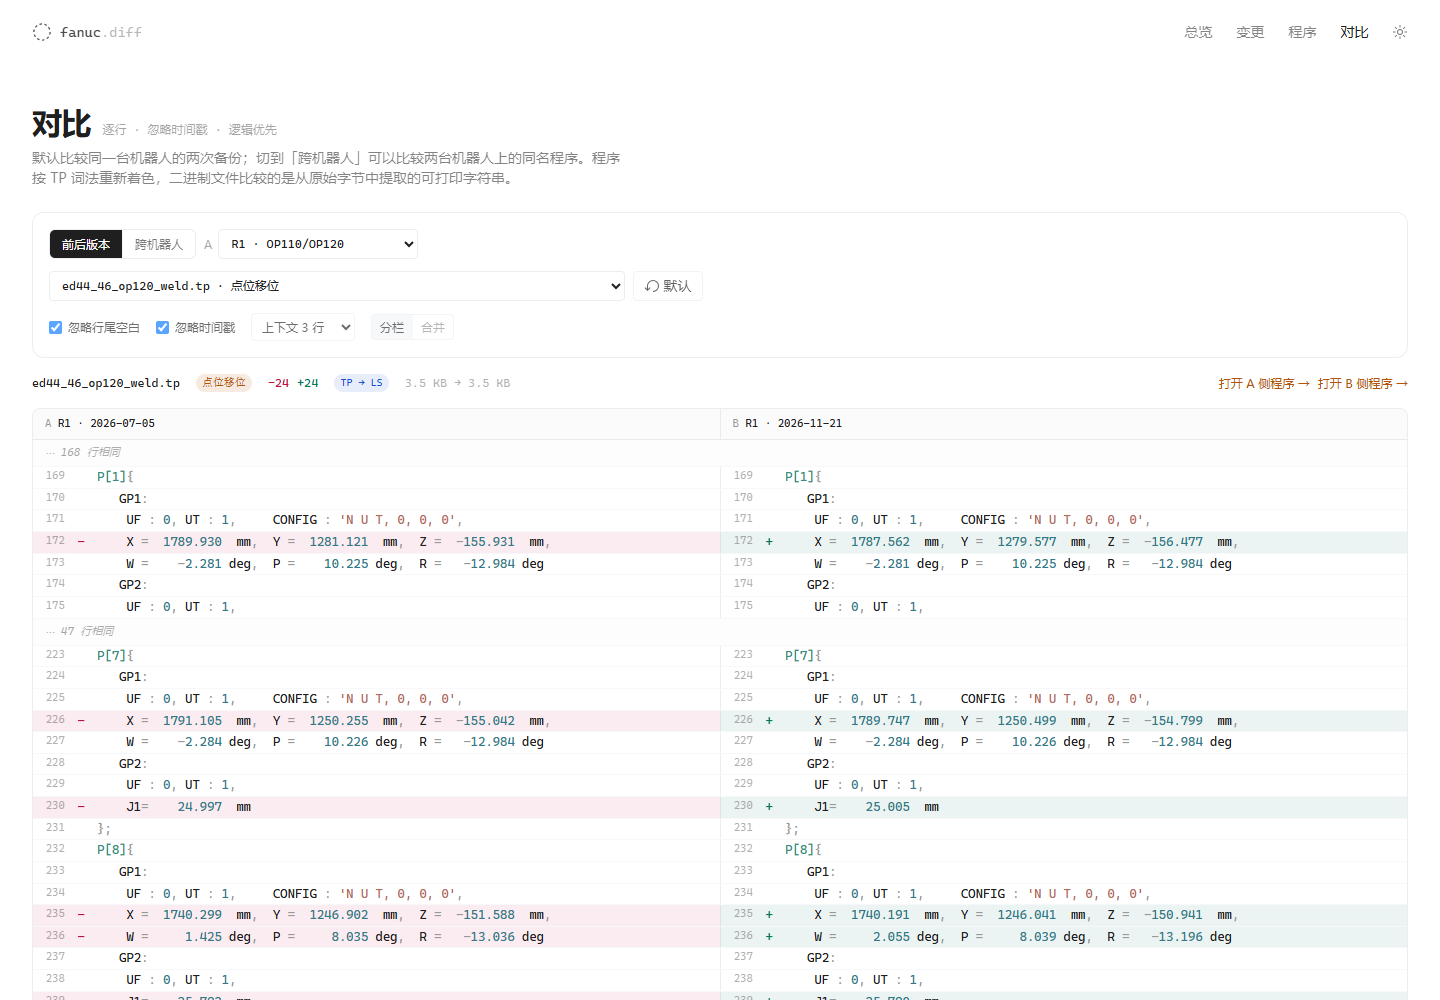 fanuc.diff
总览 变更 程序 对比
对比 逐行 · 忽略时间戳 · 逻辑优先
默认比较同一台机器人的两次备份；切到「跨机器人」可以比较两台机器人上的同名程序。程序
按 TP 词法重新着色，二进制文件比较的是从原始字节中提取的可打印字符串。
前后版本 跨机器人 A R1 · OP110/OP120
ed44_46_op120_weld.tp · 点位移位 默认
忽略行尾空白 忽略时间戳 上下文 3 行 分栏 合并
ed44_46_op120_weld.tp 点位移位 −24 +24 TP → LS 3.5 KB → 3.5 KB 打开 A 侧程序 → 打开 B 侧程序 →
A R1 · 2026-07-05 B R1 · 2026-11-21
··· 168 行相同
169 P[1]{ 169 P[1]{
170 GP1: 170 GP1:
171 UF : 0, UT : 1, CONFIG : 'N U T, 0, 0, 0', 171 UF : 0, UT : 1, CONFIG : 'N U T, 0, 0, 0',
172 − X = 1789.930 mm, Y = 1281.121 mm, Z = -155.931 mm, 172 + X = 1787.562 mm, Y = 1279.577 mm, Z = -156.477 mm,
173 W = -2.281 deg, P = 10.225 deg, R = -12.984 deg 173 W = -2.281 deg, P = 10.225 deg, R = -12.984 deg
174 GP2: 174 GP2:
175 UF : 0, UT : 1, 175 UF : 0, UT : 1,
··· 47 行相同
223 P[7]{ 223 P[7]{
224 GP1: 224 GP1:
225 UF : 0, UT : 1, CONFIG : 'N U T, 0, 0, 0', 225 UF : 0, UT : 1, CONFIG : 'N U T, 0, 0, 0',
226 − X = 1791.105 mm, Y = 1250.255 mm, Z = -155.042 mm, 226 + X = 1789.747 mm, Y = 1250.499 mm, Z = -154.799 mm,
227 W = -2.284 deg, P = 10.226 deg, R = -12.984 deg 227 W = -2.284 deg, P = 10.226 deg, R = -12.984 deg
228 GP2: 228 GP2:
229 UF : 0, UT : 1, 229 UF : 0, UT : 1,
230 − J1= 24.997 mm 230 + J1= 25.005 mm
231 }; 231 };
232 P[8]{ 232 P[8]{
233 GP1: 233 GP1:
234 UF : 0, UT : 1, CONFIG : 'N U T, 0, 0, 0', 234 UF : 0, UT : 1, CONFIG : 'N U T, 0, 0, 0',
235 − X = 1740.299 mm, Y = 1246.902 mm, Z = -151.588 mm, 235 + X = 1740.191 mm, Y = 1246.041 mm, Z = -150.941 mm,
236 − W = 1.425 deg, P = 8.035 deg, R = -13.036 deg 236 + W = 2.055 deg, P = 8.039 deg, R = -13.196 deg
237 GP2: 237 GP2:
238 UF : 0, UT : 1, 238 UF : 0, UT : 1,